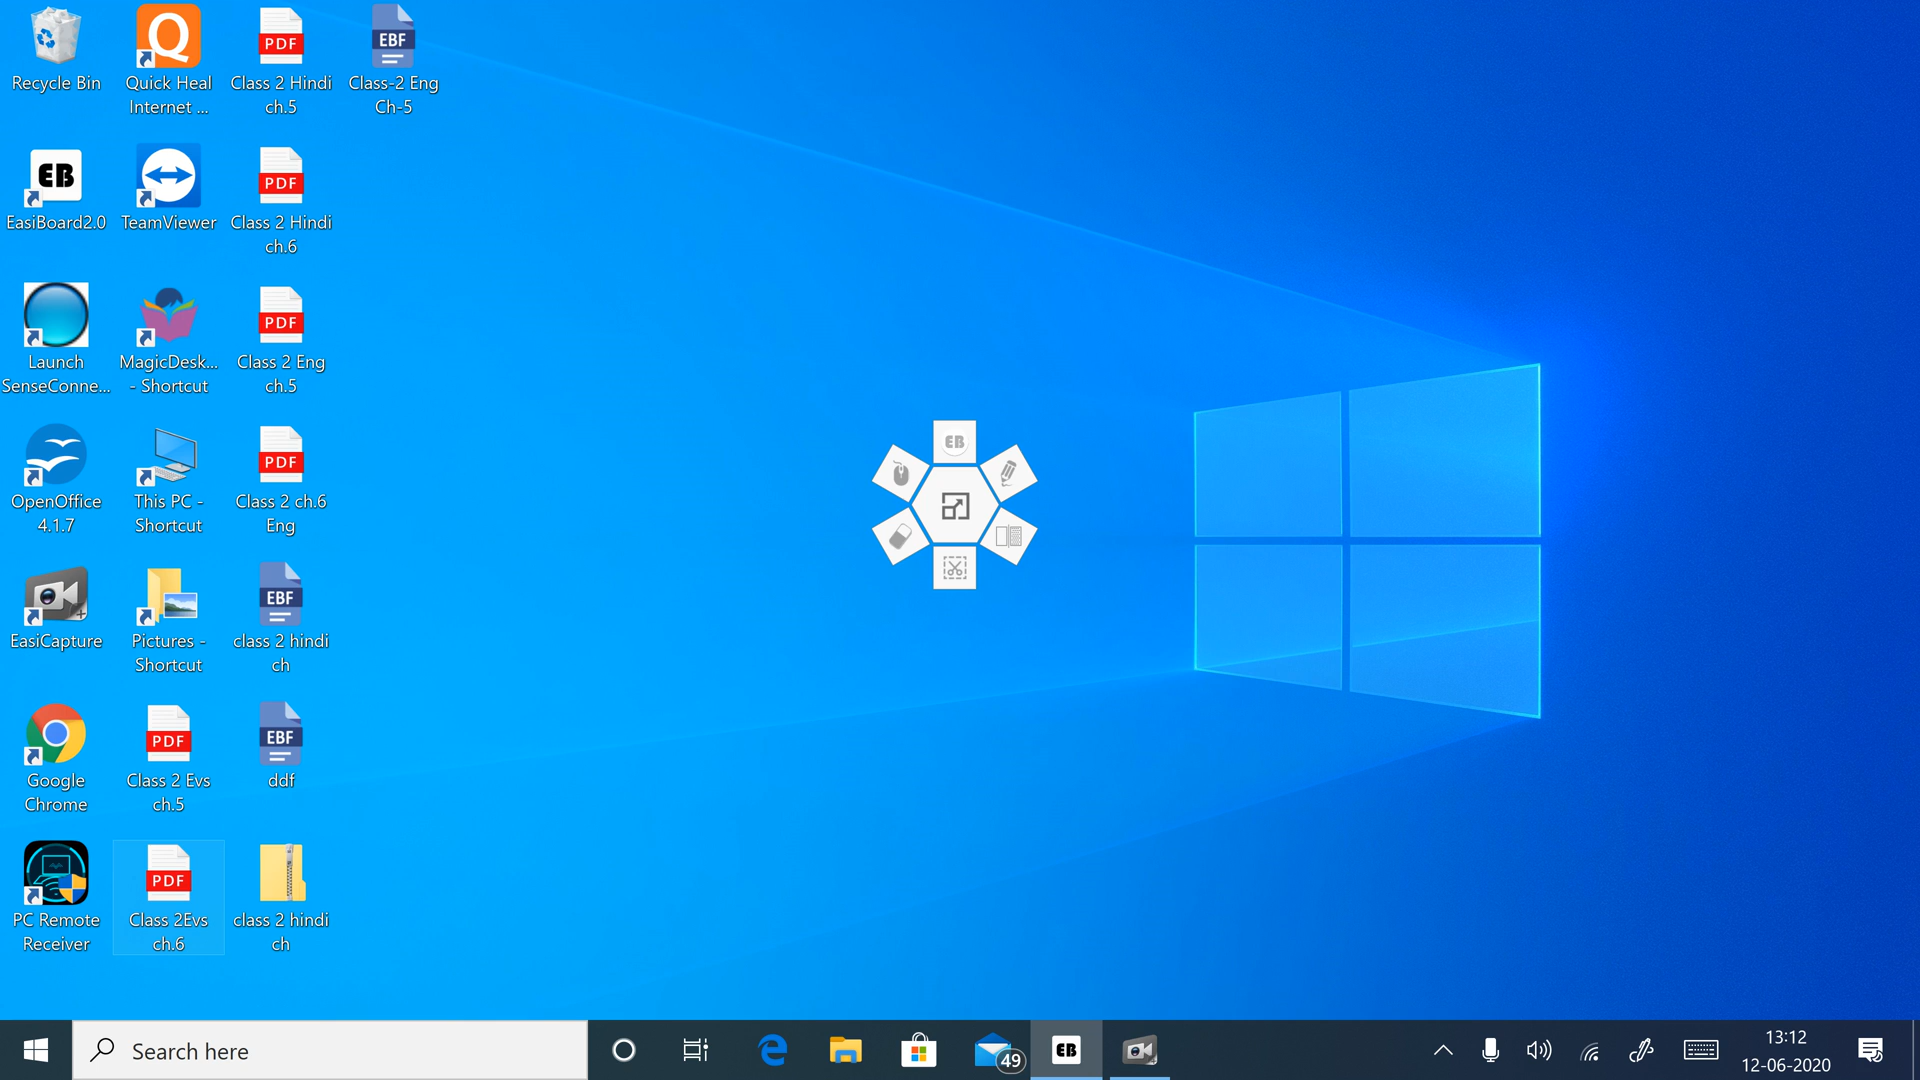 Recycle Bin
Quick Heal
Internet ...
PDF
Class 2 Hindi
ch.5
EBF
Class-2 Eng
Ch-5
EB
EasiBoard2.0
TeamViewer
PDF
Class 2 Hindi
ch.6
Launch
SenseConne...
MagicDesk...
- Shortcut
PDF
Class 2 Eng
ch.5
OpenOffice
4.1.7
This PC -
Shortcut
PDF
Class 2 ch.6
Eng
EasiCapture
Pictures -
Shortcut
EBF
class 2 hindi
ch
Google
Chrome
PDF
Class 2 Evs
ch.5
EBF
ddf
PC Remote
Receiver
PDF
Class 2Evs
ch.6
class 2 hindi
ch
EB
Search here
49
EB
13:12
12-06-2020